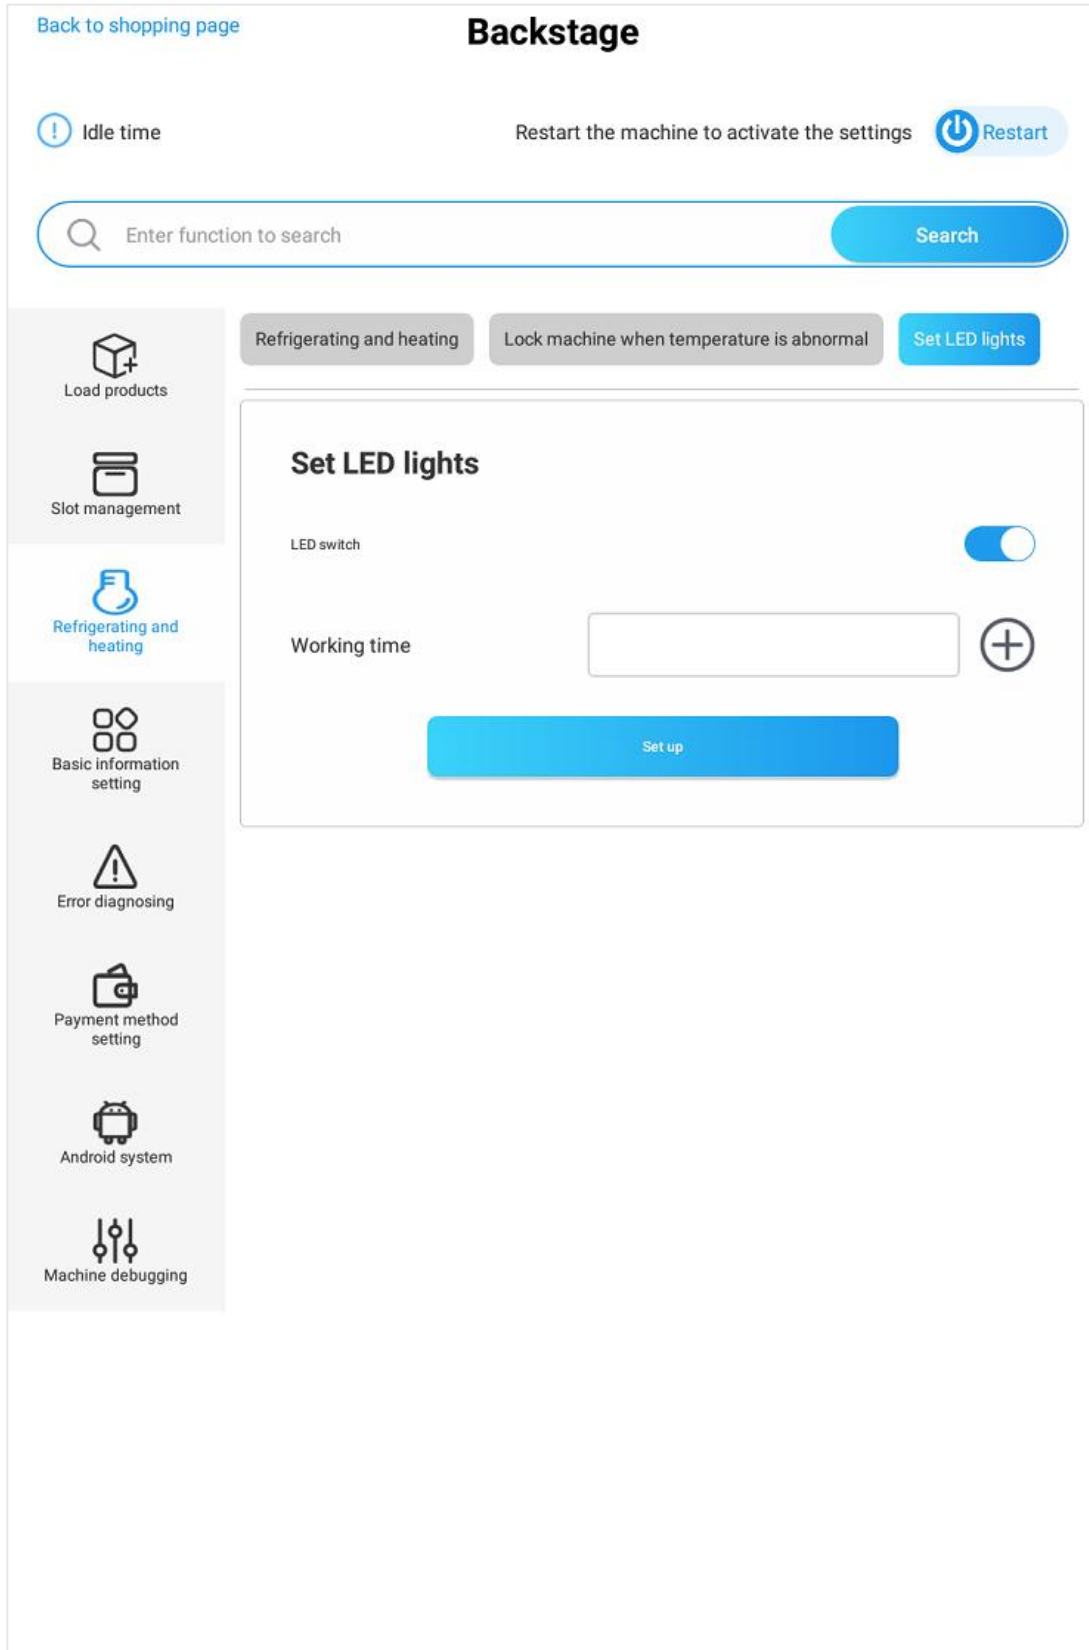 Back to shopping page
Backstage
Idle time
Restart the machine to activate the settings
Restart
Enter function to search
Search
Load products
Slot management
Refrigerating and
heating
Basic information
setting
Error diagnosing
Payment method
setting
Android system
Machine debugging
Refrigerating and heating
Lock machine when temperature is abnormal
Set LED lights
Set LED lights
LED switch
Working time
Set up